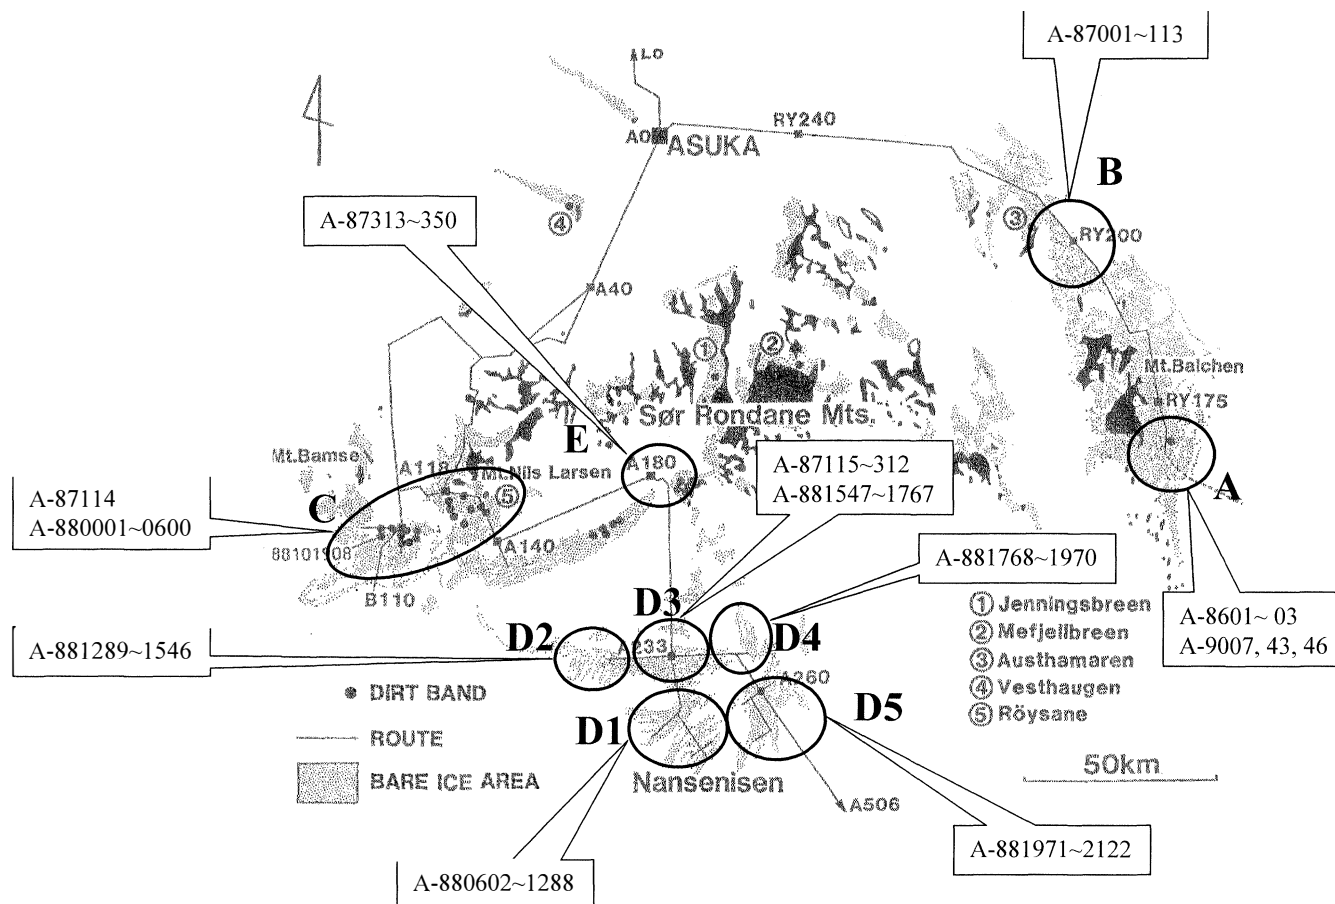 A-87001~113
L0
RY240
A0
ASUKA
B
A-87313~350
④
③
RY200
A40
①
②
Mt.Balchen
RY175
Sør Rondane Mts.
E
Mt.Bamse
A118
Mt.Nils Larsen
A180
A-87115~312
A-881547~1767
A
A-87114
A-880001~0600
C
⑤
88101908
A140
B110
A-881768~1970
D3
D2
D4
A233
A-881289~1546
① Jenningsbreen
② Mefjellbreen
③ Austhamaren
④ Vesthaugen
⑤ Röysane
A-8601~ 03
A-9007, 43, 46
A260
DIRT BAND
D1
D5
ROUTE
BARE ICE AREA
Nansenisen
50km
A506
A-880602~1288
A-881971~2122